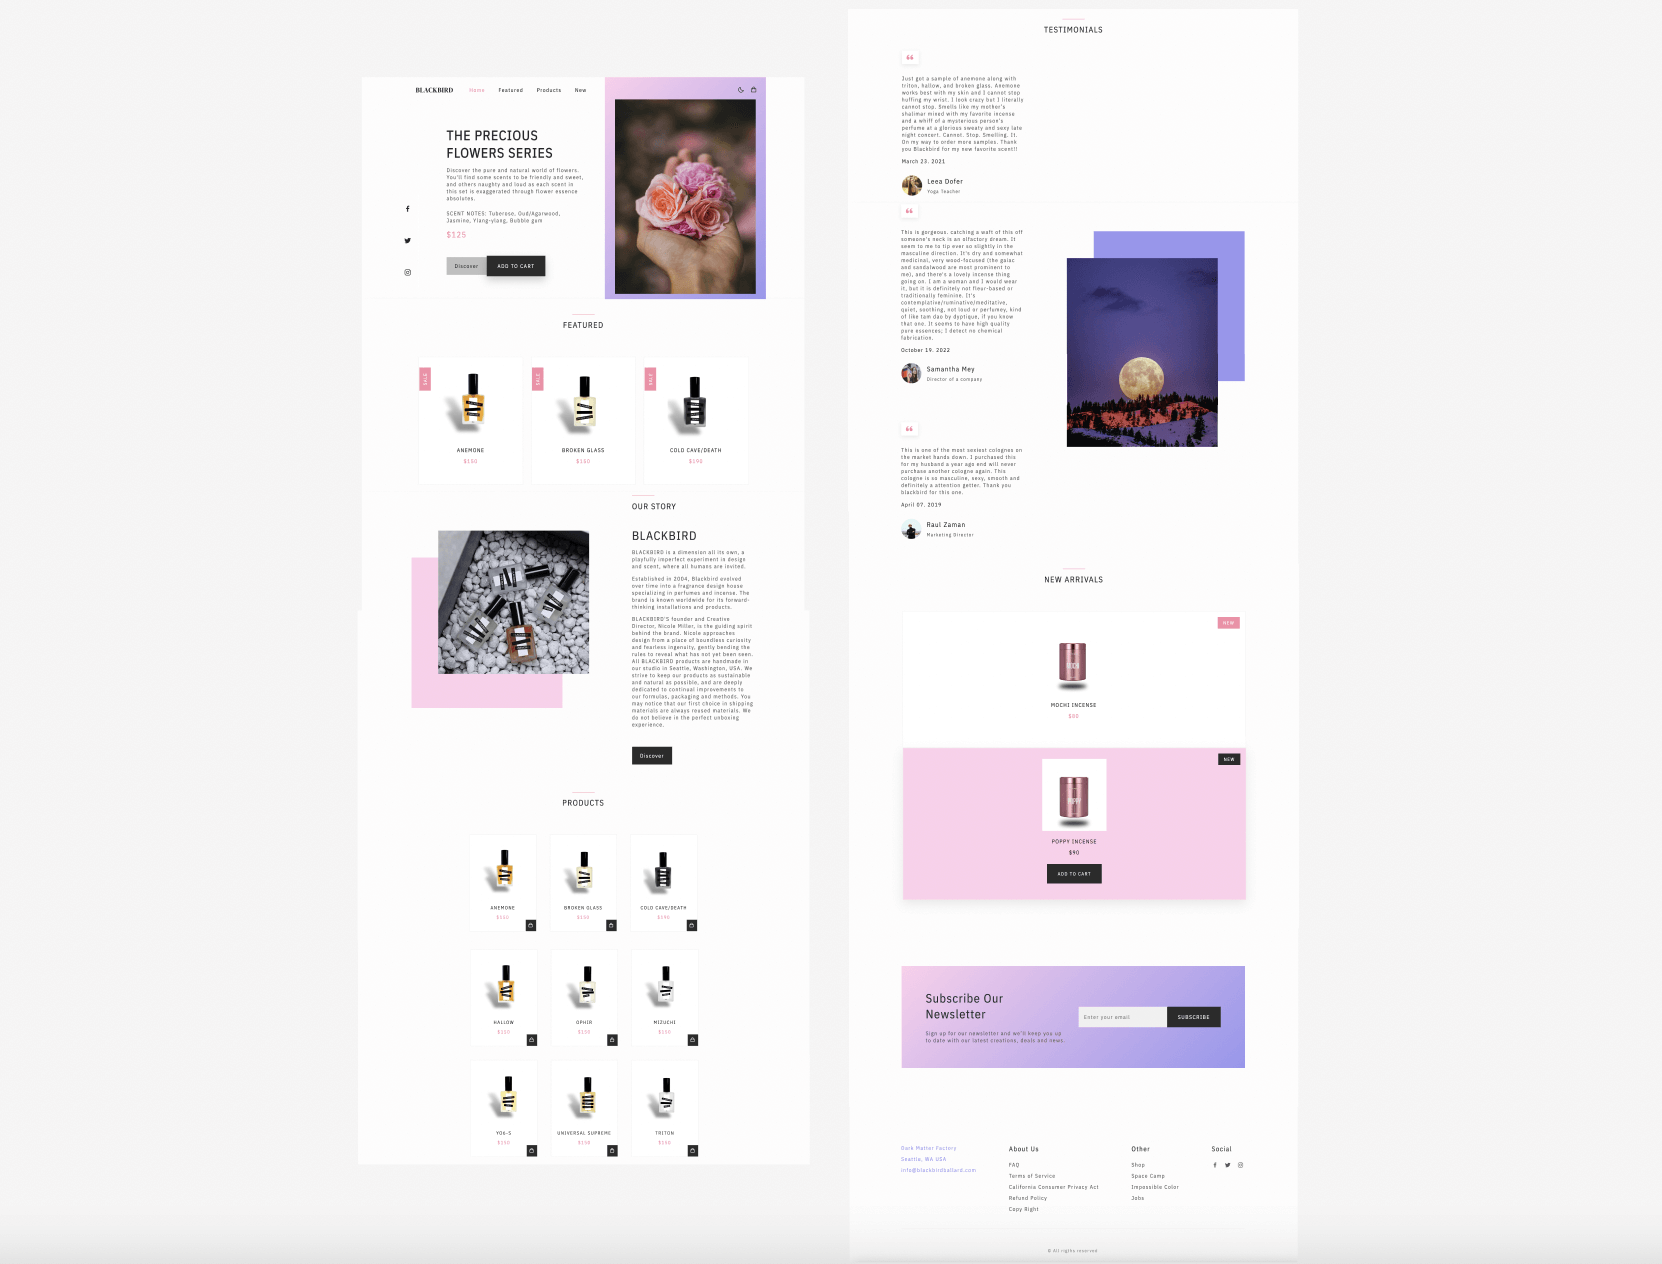 BLACKBIRD
Home
Featured
Products
New
THE PRECIOUS
FLOWERS SERIES
Discover the pure and natural world of flowers.
You'll find some scents to be friendly and sweet,
and others naughty and loud as each scent in
this set is exaggerated through flower essence
absolutes.
SCENT NOTES: Tuberose, Oud/Agarwood,
Jasmine, Ylang-ylang, Bubble gum
$125
Discover
ADD TO CART
FEATURED
SALE
SALE
SALE
ANEMONE
BROKEN GLASS
COLD CAVE/DEATH
$150
$150
$190
OUR STORY
BLACKBIRD
BLACKBIRD is a dimension all its own, a
playfully imperfect experiment in design
and scent, where all humans are invited.
Established in 2004, Blackbird evolved
over time into a fragrance design house
specializing in perfumes and incense. The
brand is known worldwide for its forward-
thinking installations and products.
BLACKBIRD'S founder and Creative
Director, Nicole Miller, is the guiding spirit
behind the brand. Nicole approaches
design from a place of boundless curiosity
and fearless ingenuity, gently bending the
rules to reveal what has not yet been seen.
All BLACKBIRD products are handmade in
our studio in Seattle, Washington, USA. We
strive to keep our products as sustainable
and natural as possible, and are deeply
dedicated to continual improvements to
our formulas, packaging and methods. You
may notice that our first choice in shipping
materials are always reused materials. We
do not believe in the perfect unboxing
experience.
Discover
PRODUCTS
ANEMONE
BROKEN GLASS
COLD CAVE/DEATH
$150
$150
$190
HALLOW
OPHIR
MIZUCHI
$150
$150
$150
YO6-S
UNIVERSAL SUPREME
TRITON
$150
$150
$150
TESTIMONIALS
Just got a sample of anemone along with
triton, hallow, and broken glass. Anemone
works best with my skin and I cannot stop
huffing my wrist. I look crazy but I literally
cannot stop. Smells like my mother's
shalimar mixed with my favorite incense
and a whiff of a mysterious person's
perfume at a glorious sweaty and sexy late
night concert. Cannot. Stop. Smelling. It.
On my way to order more samples. Thank
you Blackbird for my new favorite scent!!
March 23. 2021
Leea Dofer
Yoga Teacher
This is gorgeous. catching a waft of this off
someone's neck is an olfactory dream. It
seem to me to tip ever so slightly in the
masculine direction. It's dry and somewhat
medicinal, very wood-focused (the gaiac
and sandalwood are most prominent to
me), and there's a lovely incense thing
going on. I am a woman and I would wear
it, but it is definitely not fleur-based or
traditionally feminine. It's
contemplative/ruminative/meditative,
quiet, soothing, not loud or perfumey, kind
of like tam dao by dyptique, if you know
that one. It seems to have high quality
pure essences; I detect no chemical
fabrication.
October 19. 2022
Samantha Mey
Director of a company
This is one of the most sexiest colognes on
the market hands down. I purchased this
for my husband a year ago end will never
purchase another cologne again. This
cologne is so masculine, sexy, smooth and
definitely a attention getter. Thank you
blackbird for this one.
April 07. 2019
Raul Zaman
Marketing Director
NEW ARRIVALS
NEW
MOCHI
MOCHI INCENSE
$90
NEW
POPPY
POPPY INCENSE
$90
ADD TO CART
Subscribe Our
Newsletter
Sign up for our newsletter and we'll keep you up
to date with our latest creations, deals and news.
Enter your email
SUBSCRIBE
Dark Matter Factory
Seattle, WA USA
info@blackbirdballard.com
About Us
FAQ
Terms of Service
California Consumer Privacy Act
Refund Policy
Copy Right
Other
Shop
Space Camp
Impossible Color
Jobs
Social
© All rigths reserved